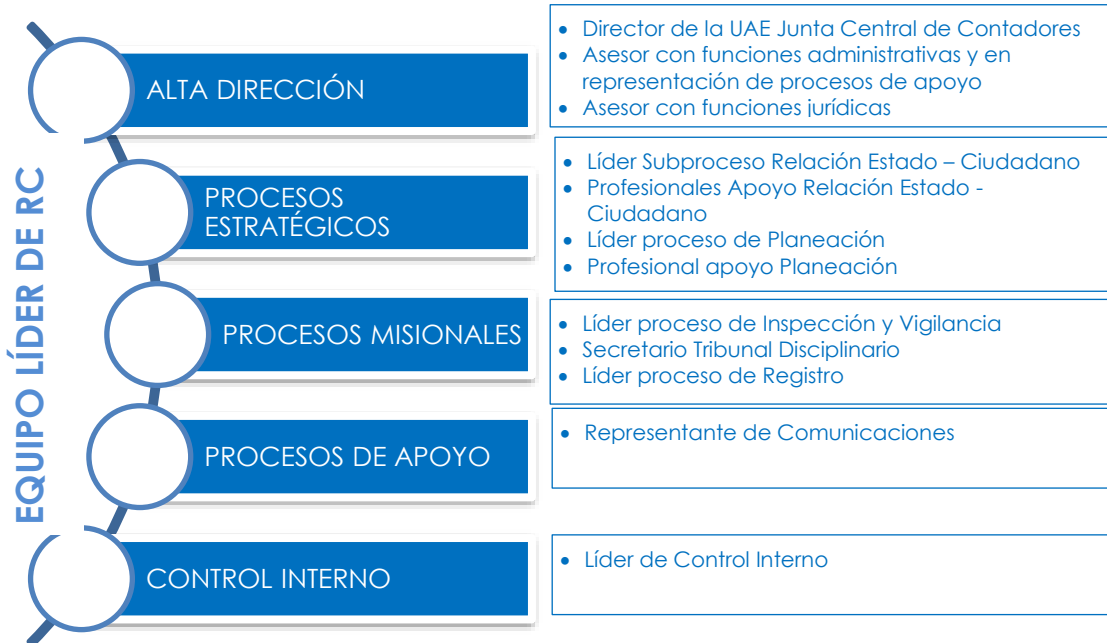 EQUIPO LÍDER DE RC
ALTA DIRECCIÓN
• Director de la UAE Junta Central de Contadores
• Asesor con funciones administrativas y en
representación de procesos de apoyo
• Asesor con funciones jurídicas
PROCESOS
ESTRATÉGICOS
• Líder Subproceso Relación Estado – Ciudadano
• Profesionales Apoyo Relación Estado -
Ciudadano
• Líder proceso de Planeación
• Profesional apoyo Planeación
PROCESOS MISIONALES
• Líder proceso de Inspección y Vigilancia
• Secretario Tribunal Disciplinario
• Líder proceso de Registro
PROCESOS DE APOYO
• Representante de Comunicaciones
CONTROL INTERNO
• Líder de Control Interno